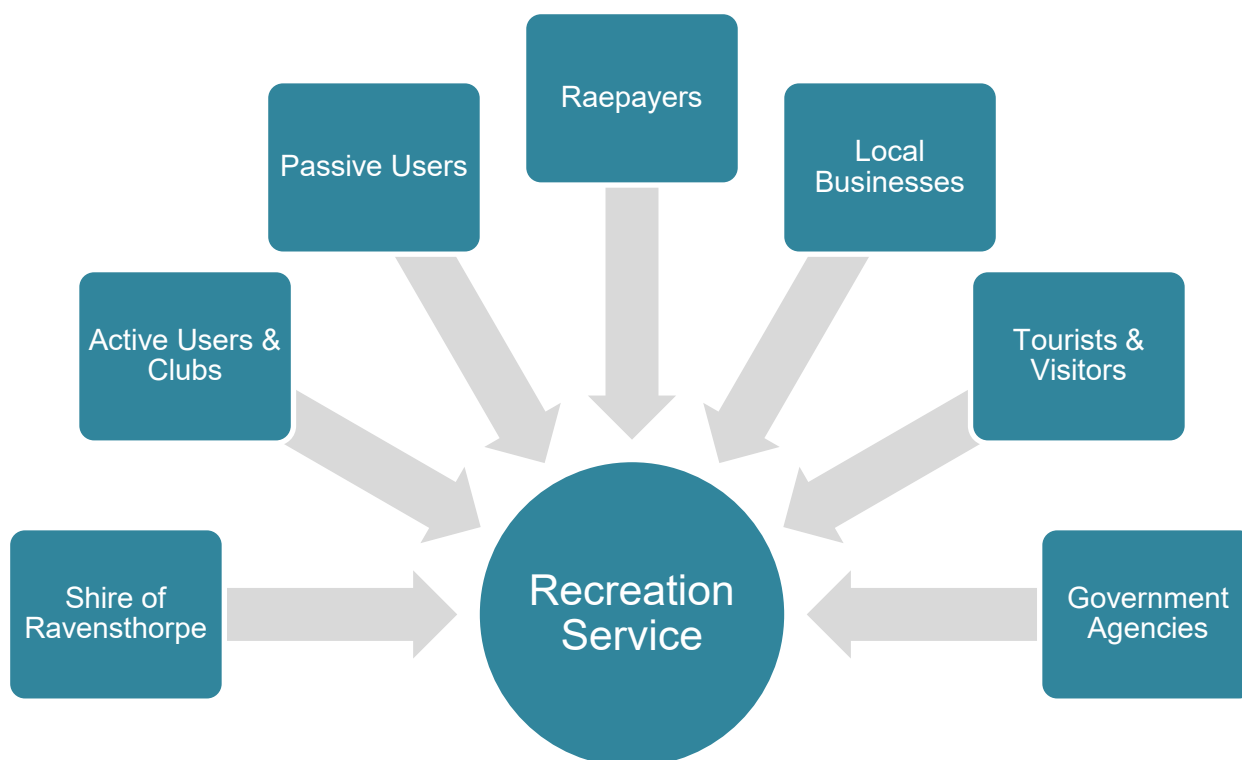 Raepayers
Passive Users
Local
Businesses
Active Users &
Clubs
Tourists &
Visitors
Shire of
Ravensthorpe
Recreation
Service
Government
Agencies